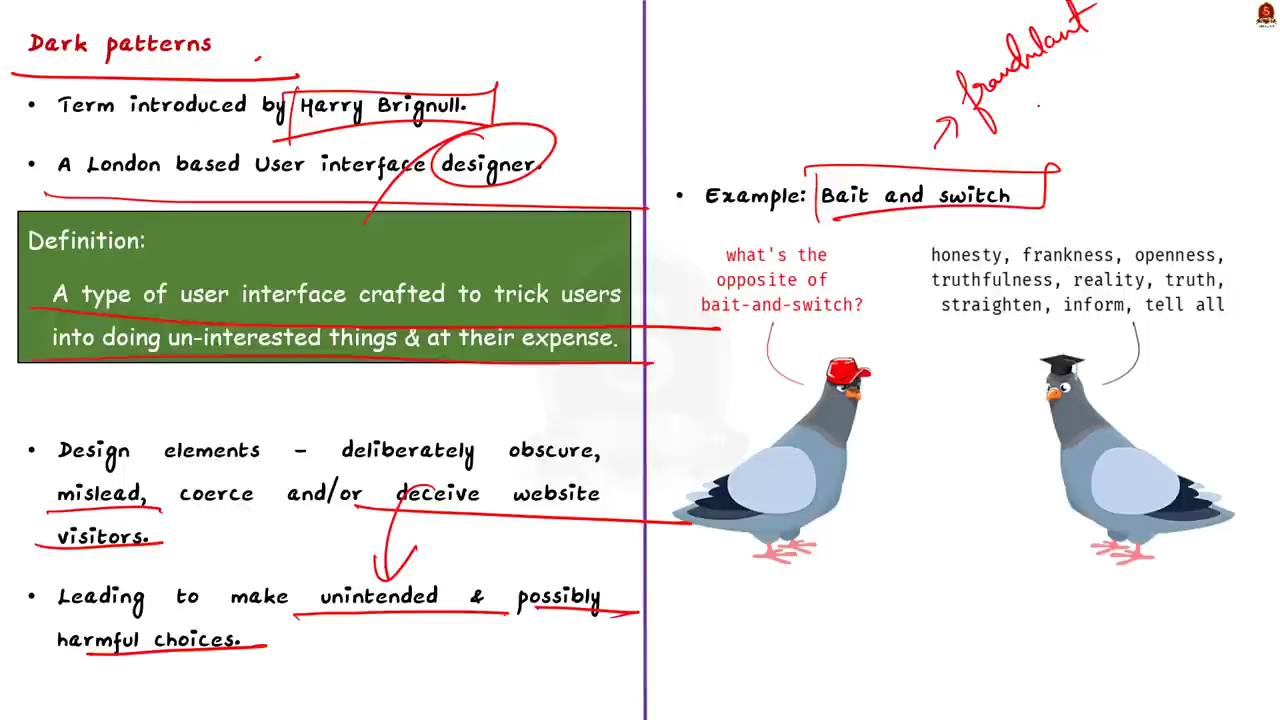 Dark patterns
• Term introduced by Harry Brignull.
• A London based User interface designer.
Definition:
A type of user interface crafted to trick users
into doing un-interested things & at their expense.
• Design elements - deliberately obscure,
mislead, coerce and/or deceive website
visitors.
• Leading to make unintended & possibly
harmful choices.
fraudulant
• Example: Bait and switch
what's the
opposite of
bait-and-switch?
honesty, frankness, openness,
truthfulness, reality, truth,
straighten, inform, tell all